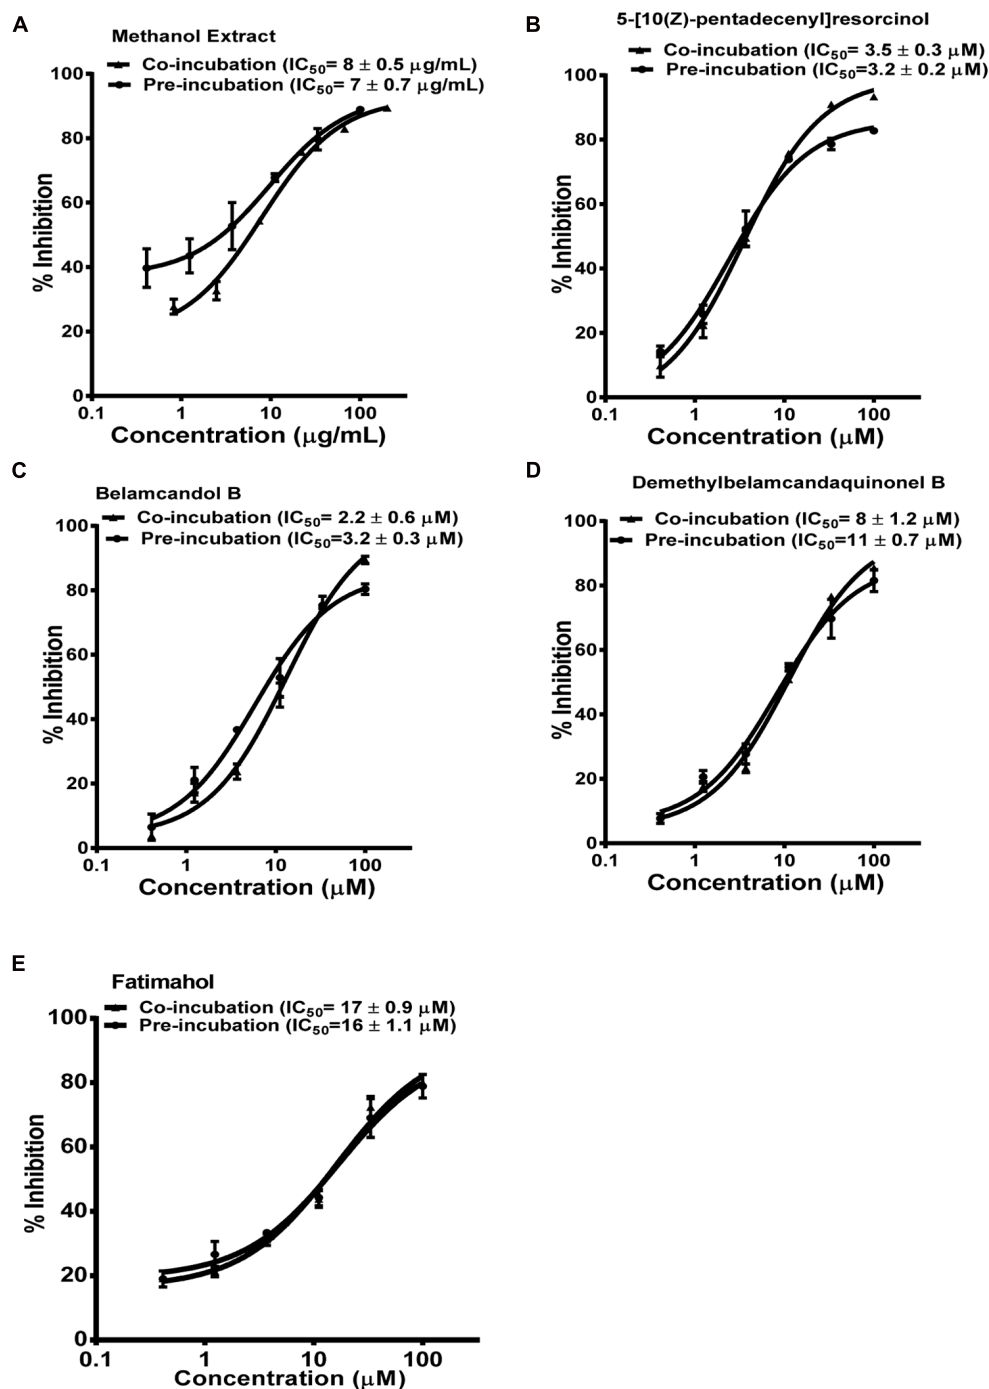 A
Methanol Extract
Co-incubation (IC50= 8 ± 0.5 µg/mL)
Pre-incubation (IC50= 7 ± 0.7 µg/mL)
100
80
60
40
20
0
% Inhibition
0.1
1
10
100
Concentration (µg/mL)
B
5-[10(Z)-pentadecenyl]resorcinol
Co-incubation (IC50= 3.5 ± 0.3 µM)
Pre-incubation (IC50=3.2 ± 0.2 µM)
100
80
60
40
20
0
% Inhibition
0.1
1
10
100
Concentration (µM)
C
Belamcandol B
Co-incubation (IC50= 2.2 ± 0.6 µM)
Pre-incubation (IC50=3.2 ± 0.3 µM)
100
80
60
40
20
0
% Inhibition
0.1
1
10
100
Concentration (µM)
D
Demethylbelamcandaquinonel B
Co-incubation (IC50= 8 ± 1.2 µM)
Pre-incubation (IC50=11 ± 0.7 µM)
100
80
60
40
20
0
% Inhibition
0.1
1
10
100
Concentration (µM)
E
Fatimahol
Co-incubation (IC50= 17 ± 0.9 µM)
Pre-incubation (IC50=16 ± 1.1 µM)
100
80
60
40
20
0
% Inhibition
0.1
1
10
100
Concentration (µM)